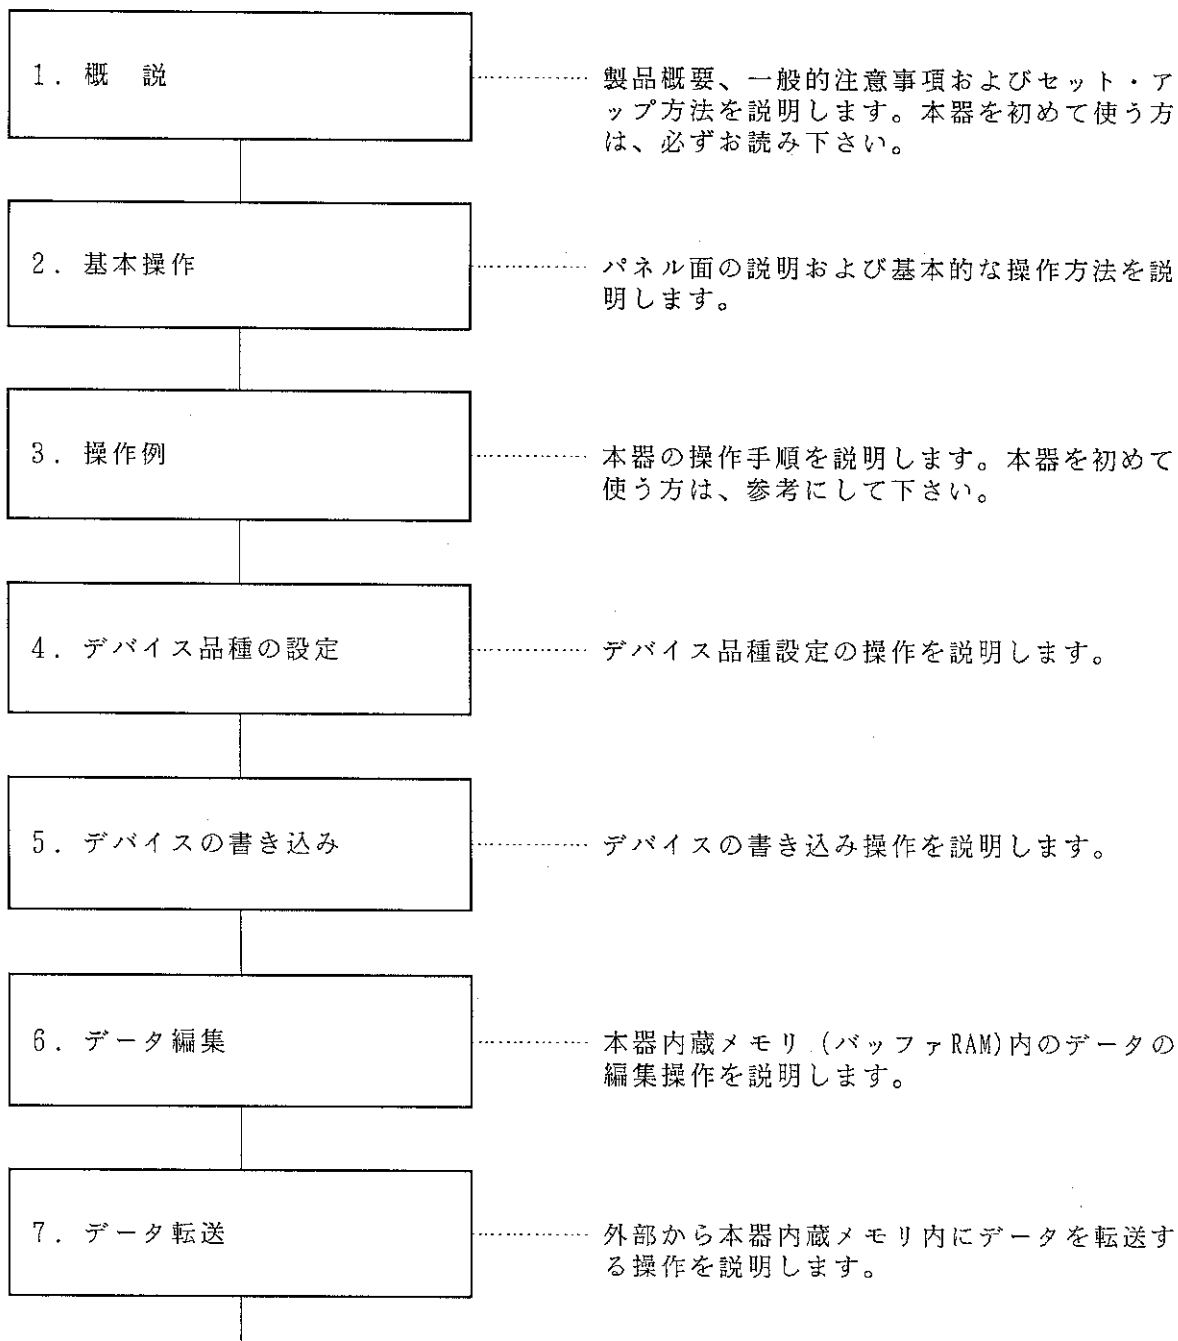 1. 概　説
製品概要、一般的注意事項およびセット・ア
ップ方法を説明します。本器を初めて使う方
は、必ずお読み下さい。
2. 基本操作
パネル面の説明および基本的な操作方法を説
明します。
3. 操作例
本器の操作手順を説明します。本器を初めて
使う方は、参考にして下さい。
4. デバイス品種の設定
デバイス品種設定の操作を説明します。
5. デバイスの書き込み
デバイスの書き込み操作を説明します。
6. データ編集
本器内蔵メモリ(バッファRAM)内のデータの
編集操作を説明します。
7. データ転送
外部から本器内蔵メモリ内にデータを転送す
る操作を説明します。